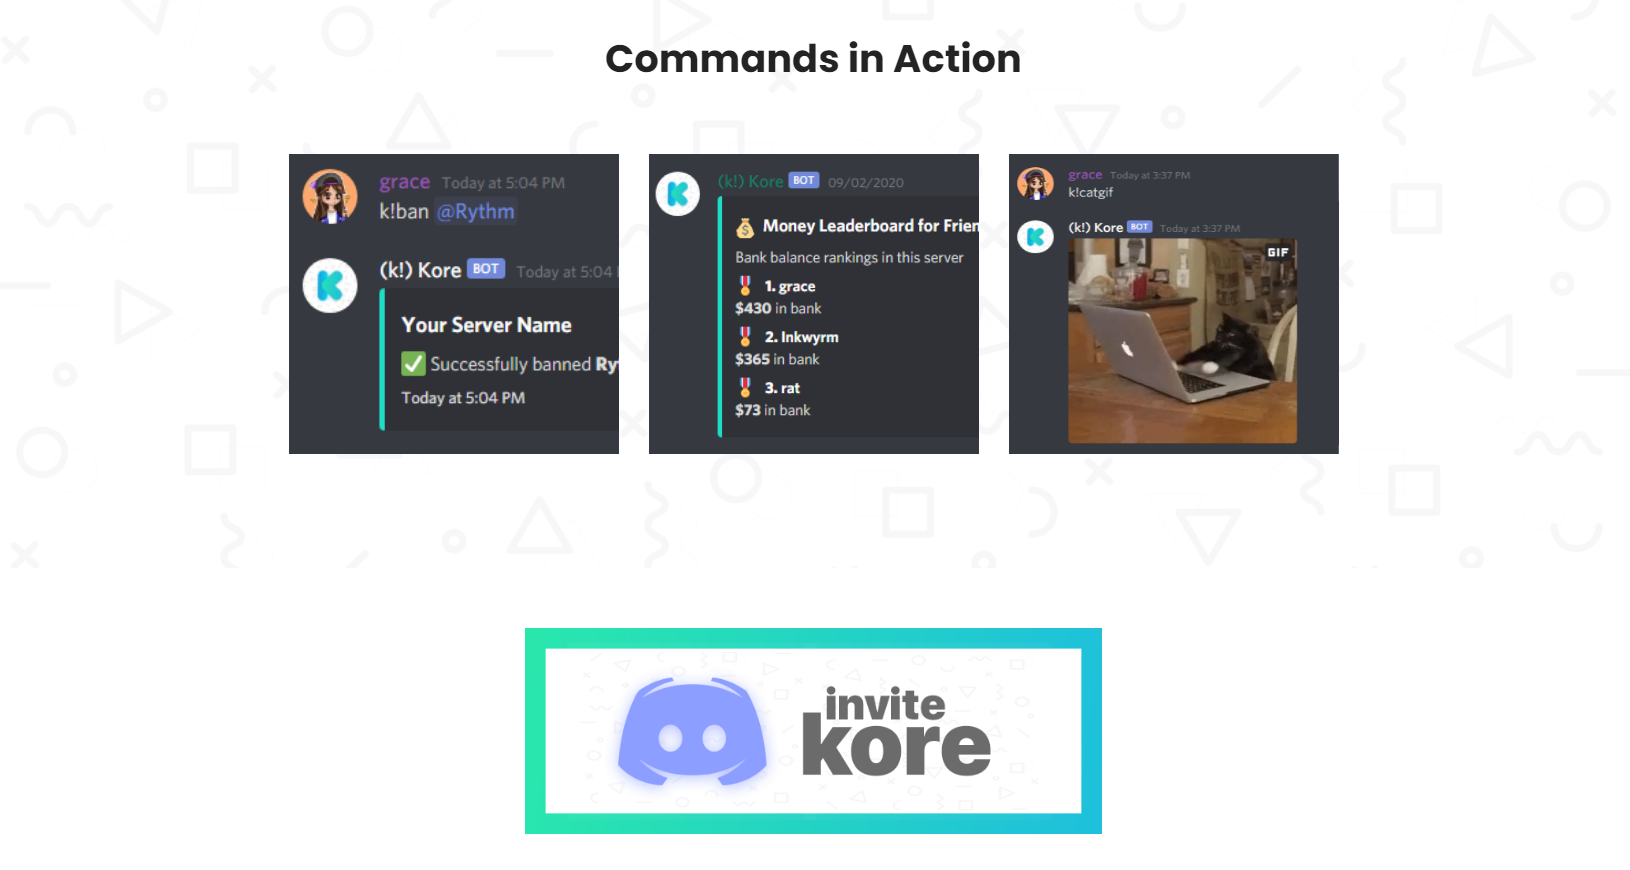 Commands in Action
grace Today at 5:04 PM
k!ban @Rythm
(k!) Kore BOT Today at 5:04
Your Server Name
Successfully banned Ry
Today at 5:04 PM
(k!) Kore BOT 09/02/2020
Money Leaderboard for Frien
Bank balance rankings in this server
1. grace
$430 in bank
2. Inkwyrm
$365 in bank
3. rat
$73 in bank
grace Today at 3:37 PM
k!catgif
(k!) Kore BOT Today at 3:37 PM
GIF
invite
kore